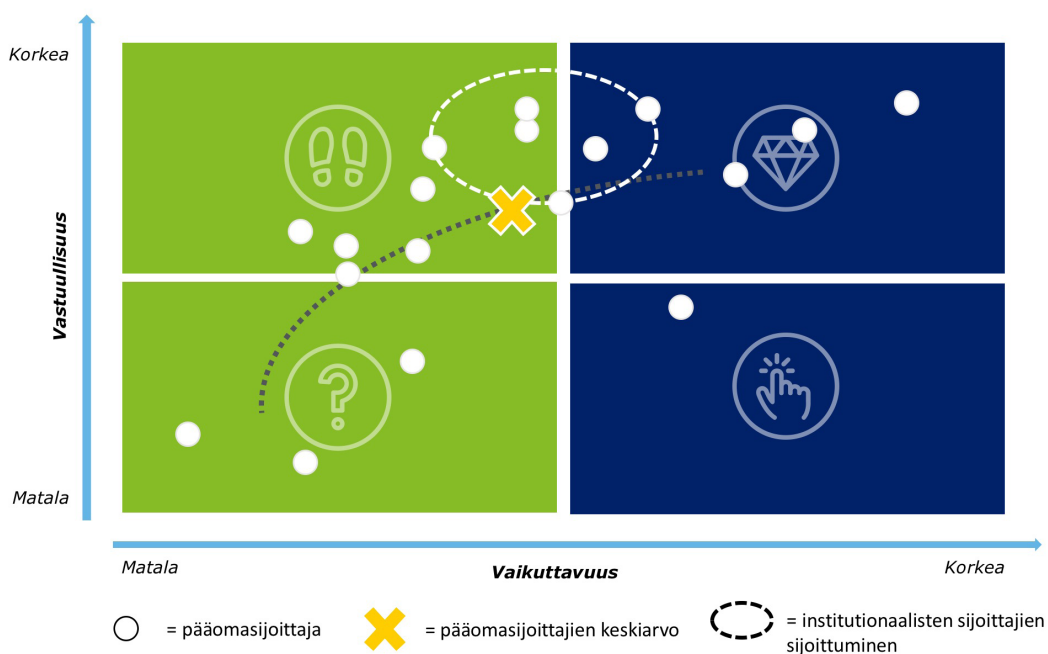 Korkea
Vastuullisuus
Matala
Matala
Vaikuttavuus
Korkea
= pääomasijoittaja
= pääomasijoittajien keskiarvo
= institutionaalisten sijoittajien
sijoittuminen